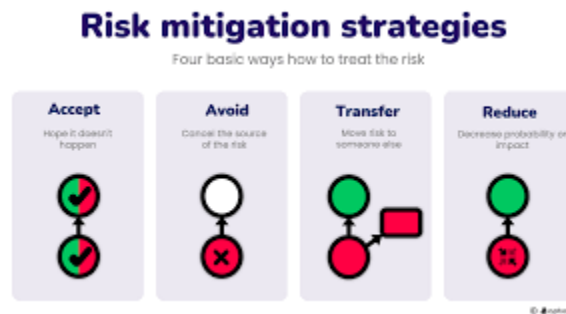 Risk mitigation strategies
Four basic ways how to treat the risk
Accept
Hope it doesn't
happen
Avoid
Cancel the source
of the risk
Transfer
Move risk to
someone else
Reduce
Decrease probability or
impact
©